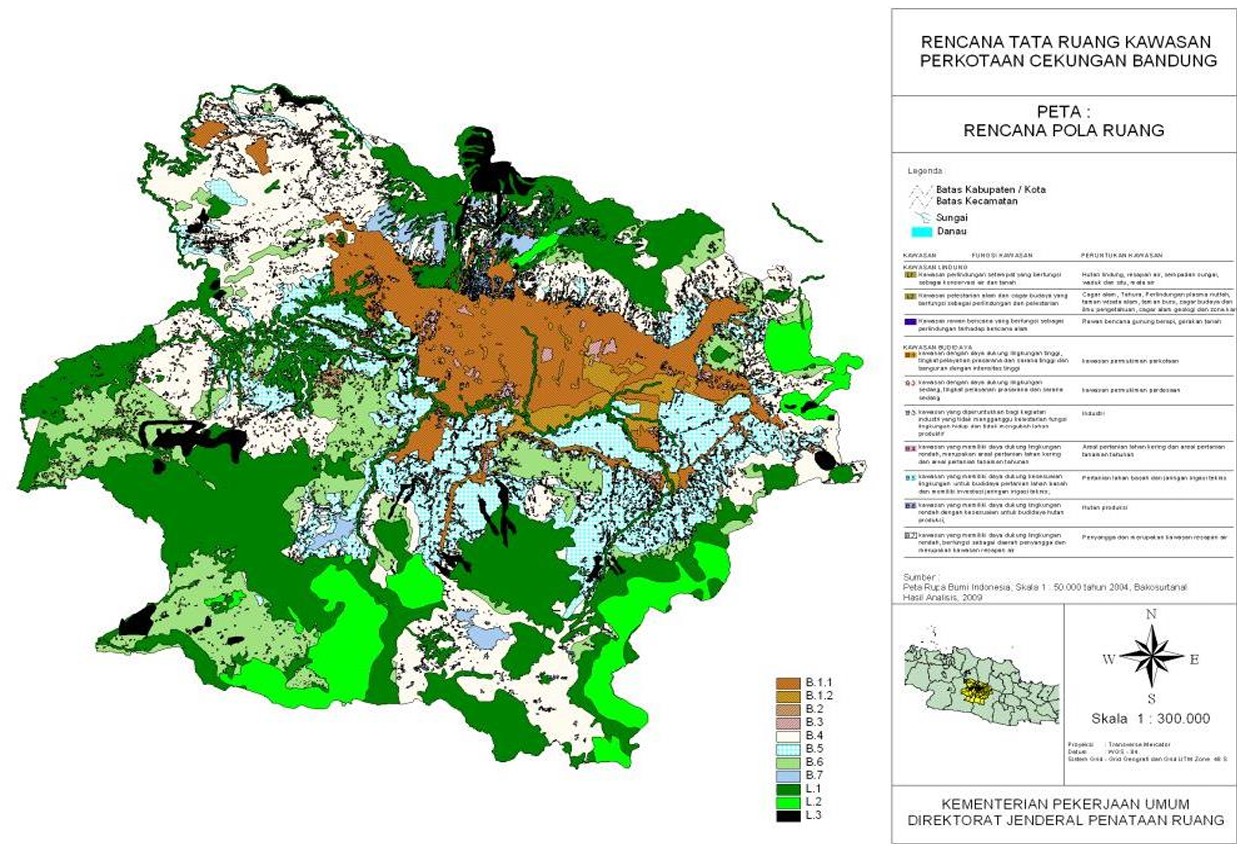 RENCANA TATA RUANG KAWASAN
PERKOTAAN CEKUNGAN BANDUNG
PETA :
RENCANA POLA RUANG
Legenda :
Batas Kabupaten / Kota
Batas Kecamatan
Sungai
Danau
KAWASAN FUNGSI KAWASAN PERUNTUKAN KAWASAN
KAWASAN LINDUNG
Kawasan perlindungan setempat yang berfungsi
sebagai konservasi air dan tanah
Hutan lindung, resapan air, sempadan sungai,
waduk dan situ, mata air
Kawasan pelestarian alam dan cagar budaya yang
berfungsi sebagai perlindungan dan pelestarian
Cagar alam, Tahura, Perlindungan plasma nutfah,
taman wisata alam, taman buru, cagar budaya dan
ilmu pengetahuan, cagar alam geologi dan zona
Kawasan rawan bencana yang berfungsi sebagai
perlindungan terhadap bencana alam
Rawan bencana gunung berapi, gerakan tanah
KAWASAN BUDIDAYA
kawasan dengan daya dukung lingkungan tinggi,
tingkat pelayanan prasarana dan sarana tinggi dan
bangunan dengan intensitas tinggi
kawasan permukiman perkotaan
kawasan dengan daya dukung lingkungan
sedang, tingkat pelayanan prasarana dan sarana
sedang
kawasan permukiman perdesaan
kawasan yang diperuntukkan bagi kegiatan
industri yang tidak mengganggu kelestarian fungsi
lingkungan hidup dan tidak mengubah lahan
produktif
Industri
B.4 kawasan yang memiliki daya dukung lingkungan
rendah, merupakan areal pertanian lahan kering
dan areal pertanian tanaman tahunan
Areal pertanian lahan kering dan areal pertanian
tanaman tahunan
B.5 kawasan yang memiliki daya dukung kesesuaian
lingkungan untuk budidaya pertanian lahan basah
dan memiliki investasi jaringan irigasi teknis;
Pertanian lahan basah dan jaringan irigasi teknis
B.6 kawasan yang memiliki daya dukung lingkungan
rendah dengan kesesuaian untuk budidaya hutan
produksi;
Hutan produksi
B.7 kawasan yang memiliki daya dukung lingkungan
rendah, berfungsi sebagai daerah penyangga dan
merupakan kawasan resapan air
Penyangga dan merupakan kawasan resapan air
Sumber :
Peta Rupa Bumi Indonesia, Skala 1 : 50.000 tahun 2004, Bakosurtanal
Hasil Analisis, 2009
N
W E
S
Skala 1 : 300.000
Proyeksi : Transverse Mercator
Datum : WGS - 84
Sistem Grid : Grid Geografi dan Grid UTM Zone 48 S
KEMENTERIAN PEKERJAAN UMUM
DIREKTORAT JENDERAL PENATAAN RUANG
B.1.1
B.1.2
B.2
B.3
B.4
B.5
B.6
B.7
L.1
L.2
L.3